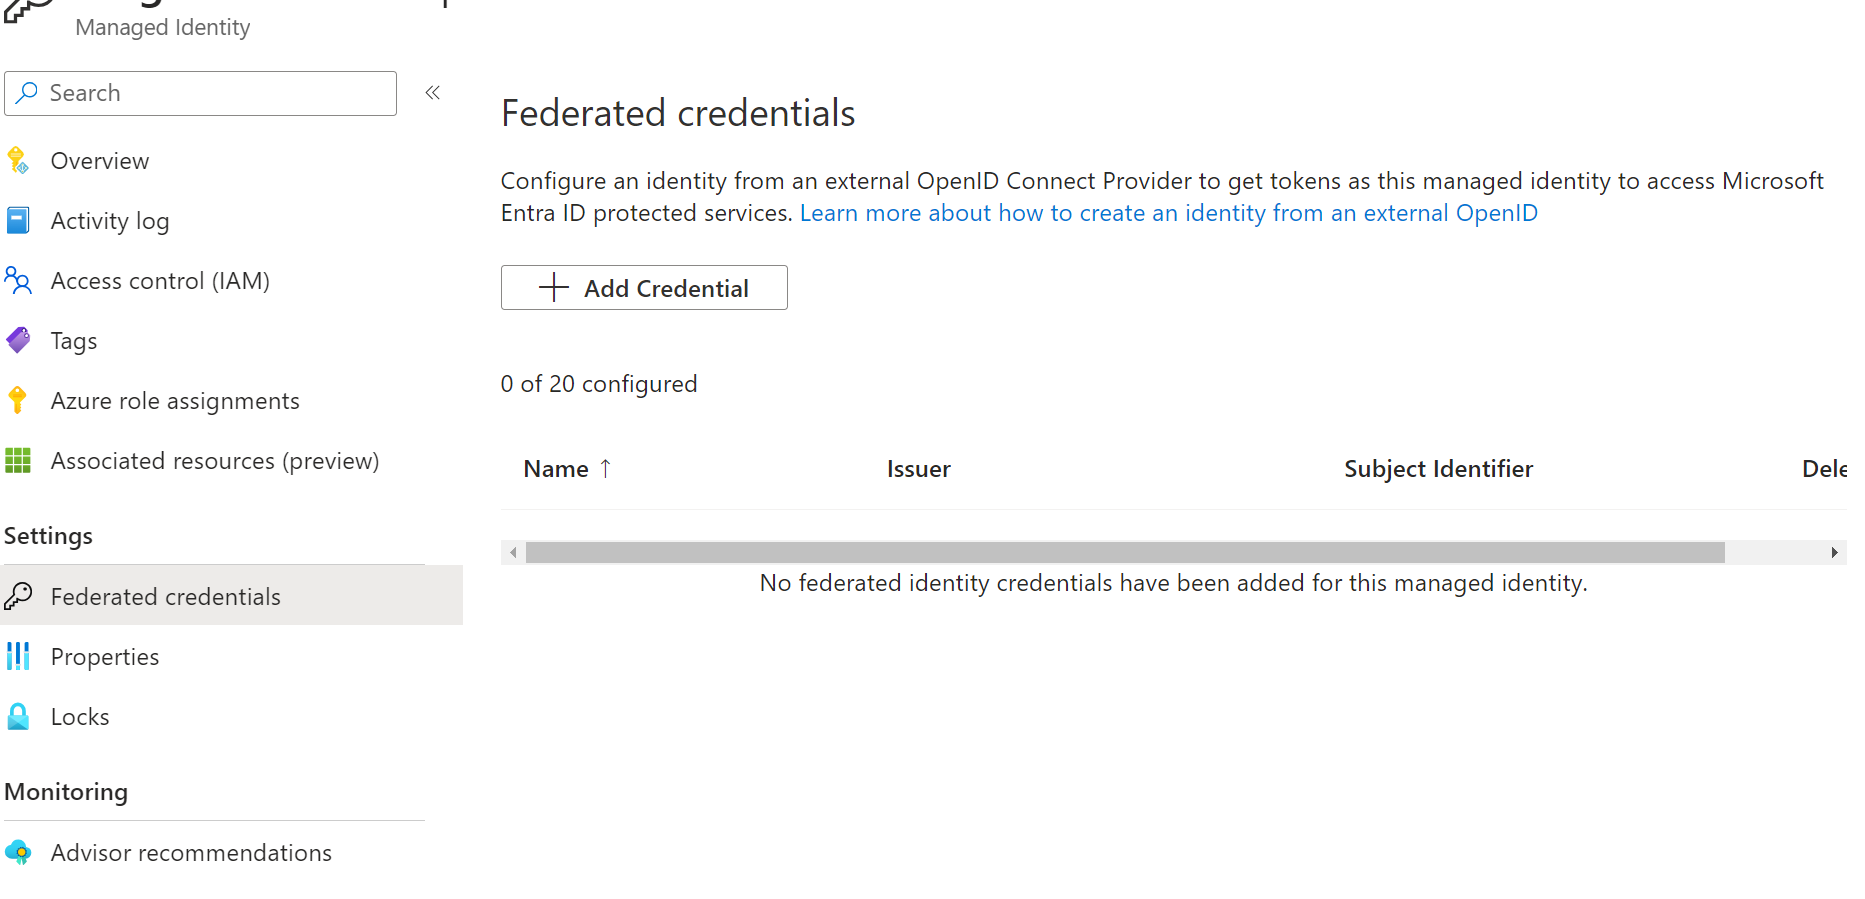 Managed Identity
Search
Overview
Activity log
Access control (IAM)
Tags
Azure role assignments
Associated resources (preview)
Settings
Federated credentials
Properties
Locks
Monitoring
Advisor recommendations
Federated credentials
Configure an identity from an external OpenID Connect Provider to get tokens as this managed identity to access Microsoft
Entra ID protected services. Learn more about how to create an identity from an external OpenID
Add Credential
0 of 20 configured
Name ↑ Issuer Subject Identifier Dele
No federated identity credentials have been added for this managed identity.